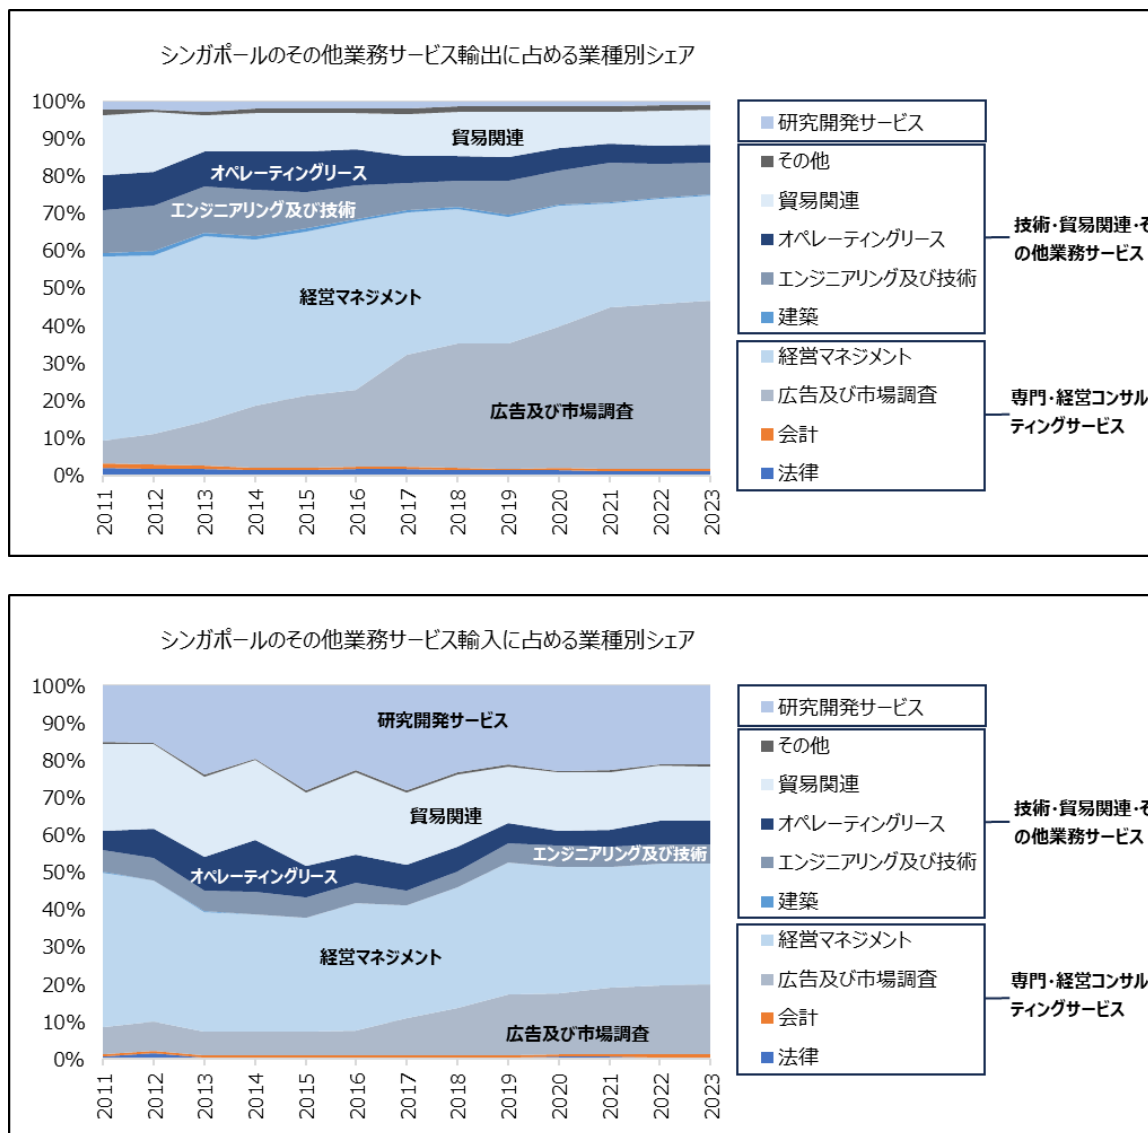 シンガポールのその他業務サービス輸出に占める業種別シェア
100%
90%
80%
70%
60%
50%
40%
30%
20%
10%
0%
貿易関連
オペレーティングリース
エンジニアリング及び技術
経営マネジメント
広告及び市場調査
2011
2012
2013
2014
2015
2016
2017
2018
2019
2020
2021
2022
2023
研究開発サービス
その他
貿易関連
オペレーティングリース
エンジニアリング及び技術
建築
経営マネジメント
広告及び市場調査
会計
法律
技術・貿易関連・そ
の他業務サービス
専門・経営コンサル
ティングサービス
シンガポールのその他業務サービス輸入に占める業種別シェア
100%
90%
80%
70%
60%
50%
40%
30%
20%
10%
0%
研究開発サービス
貿易関連
エンジニアリング及び技術
オペレーティングリース
経営マネジメント
広告及び市場調査
2011
2012
2013
2014
2015
2016
2017
2018
2019
2020
2021
2022
2023
研究開発サービス
その他
貿易関連
オペレーティングリース
エンジニアリング及び技術
建築
経営マネジメント
広告及び市場調査
会計
法律
技術・貿易関連・そ
の他業務サービス
専門・経営コンサル
ティングサービス